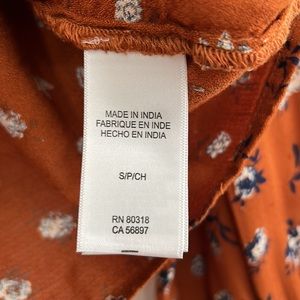 MADE IN INDIA
FABRIQUE EN INDE
HECHO EN INDIA
S/P/CH
RN 80318
CA 56897